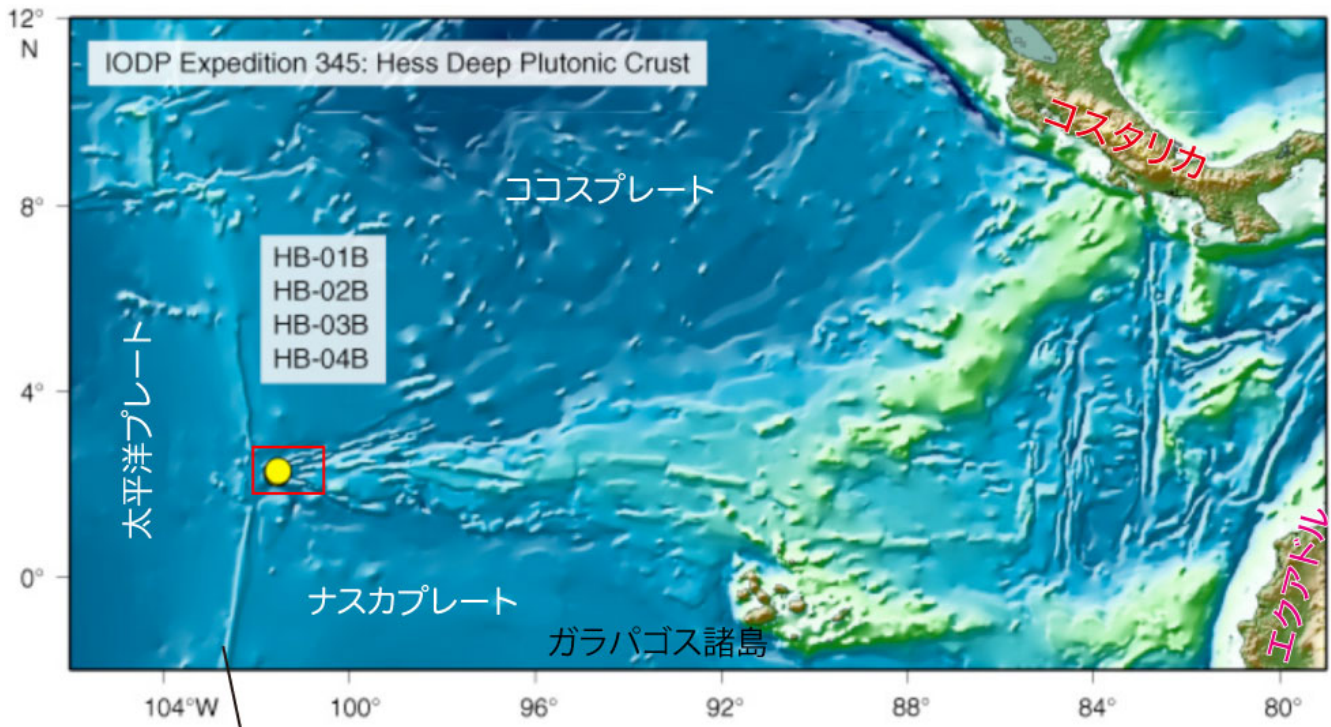 12°
N
IODP Expedition 345: Hess Deep Plutonic Crust
コスタリカ
ココスプレート
8°
HB-01B
HB-02B
HB-03B
HB-04B
太平洋プレート
4°
エクアドル
0°
ナスカプレート
ガラパゴス諸島
104°W 100° 96° 92° 88° 84° 80°